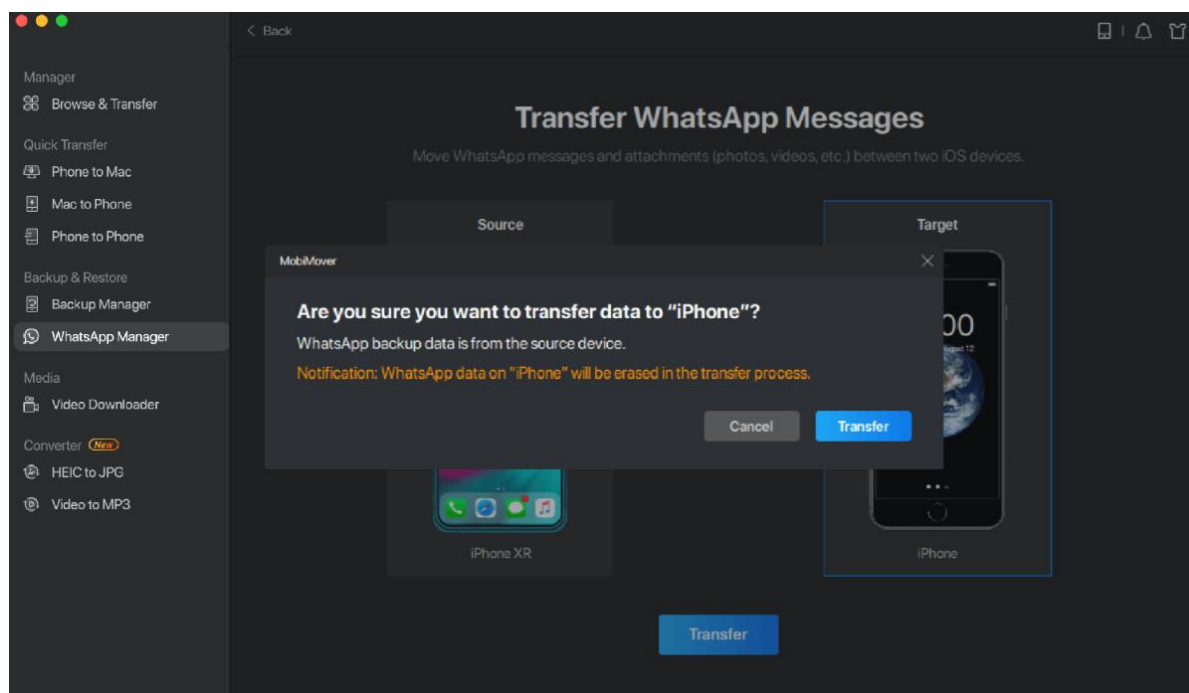 Back
Manager
Browse & Transfer
Quick Transfer
Phone to Mac
Mac to Phone
Phone to Phone
Backup & Restore
Backup Manager
WhatsApp Manager
Media
Video Downloader
Converter New
HEIC to JPG
Video to MP3
Transfer WhatsApp Messages
Move WhatsApp messages and attachments (photos, videos, etc.) between two iOS devices.
Source
Target
MobiMover
Are you sure you want to transfer data to “iPhone”?
WhatsApp backup data is from the source device.
Notification: WhatsApp data on “iPhone” will be erased in the transfer process.
Cancel
Transfer
00
August 12
iPhone XR
iPhone
Transfer